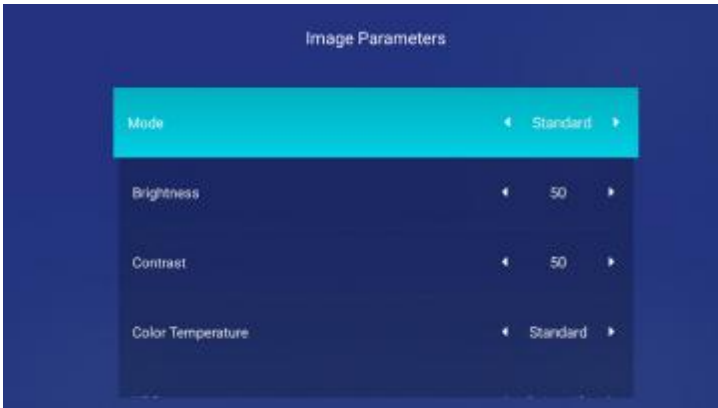 Image Parameters
Mode Standard
Brightness 50
Contrast 50
Color Temperature Standard